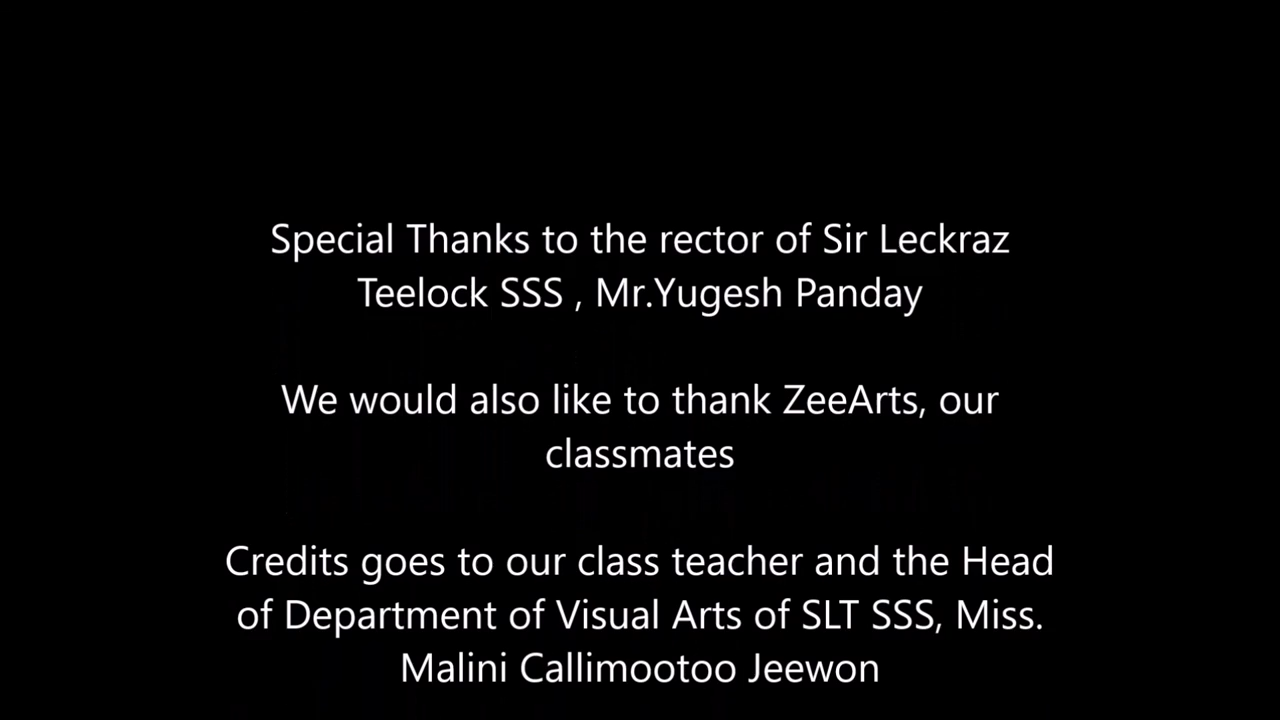 Special Thanks to the rector of Sir Leckraz
Teelock SSS , Mr.Yugesh Panday
We would also like to thank ZeeArts, our
classmates
Credits goes to our class teacher and the Head
of Department of Visual Arts of SLT SSS, Miss.
Malini Callimootoo Jeewon